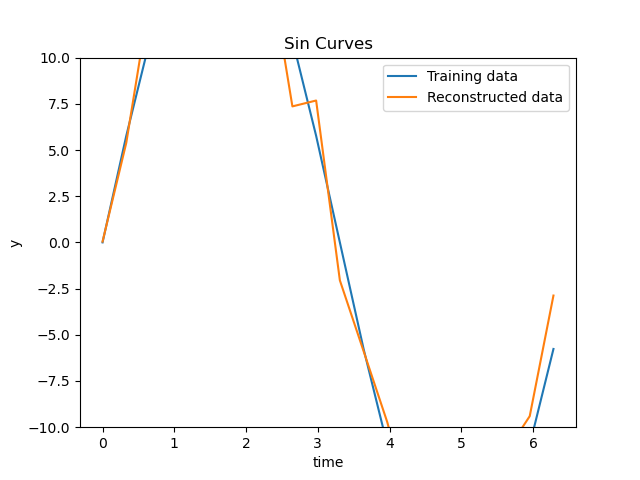 Sin Curves
Training data
Reconstructed data
10.0
7.5
5.0
2.5
0.0
−2.5
−5.0
−7.5
−10.0
y
0 1 2 3 4 5 6
time